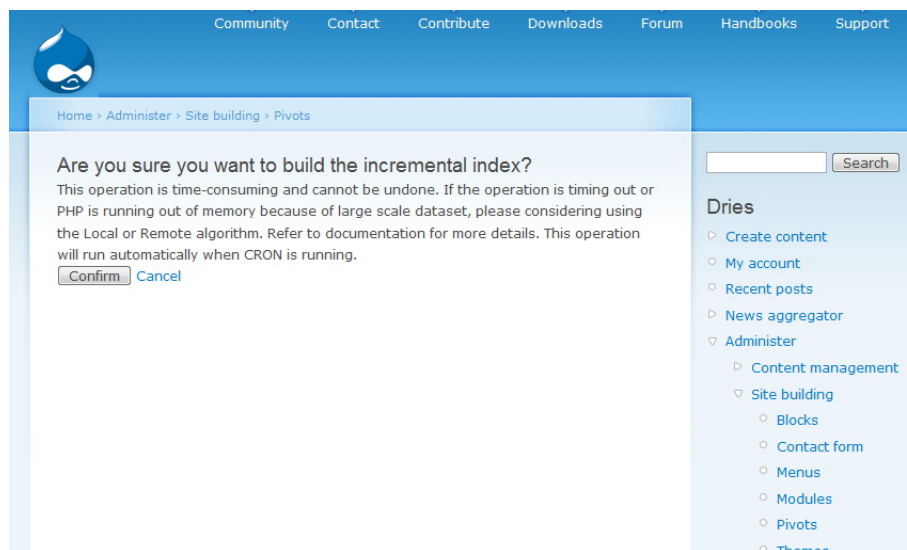 Community Contact Contribute Downloads Forum Handbooks Support
Home › Administer › Site building › Pivots
Are you sure you want to build the incremental index?
This operation is time-consuming and cannot be undone. If the operation is timing out or
PHP is running out of memory because of large scale dataset, please considering using
the Local or Remote algorithm. Refer to documentation for more details. This operation
will run automatically when CRON is running.
Confirm Cancel
Search
Dries
Create content
My account
Recent posts
News aggregator
Administer
Content management
Site building
Blocks
Contact form
Menus
Modules
Pivots
Themes